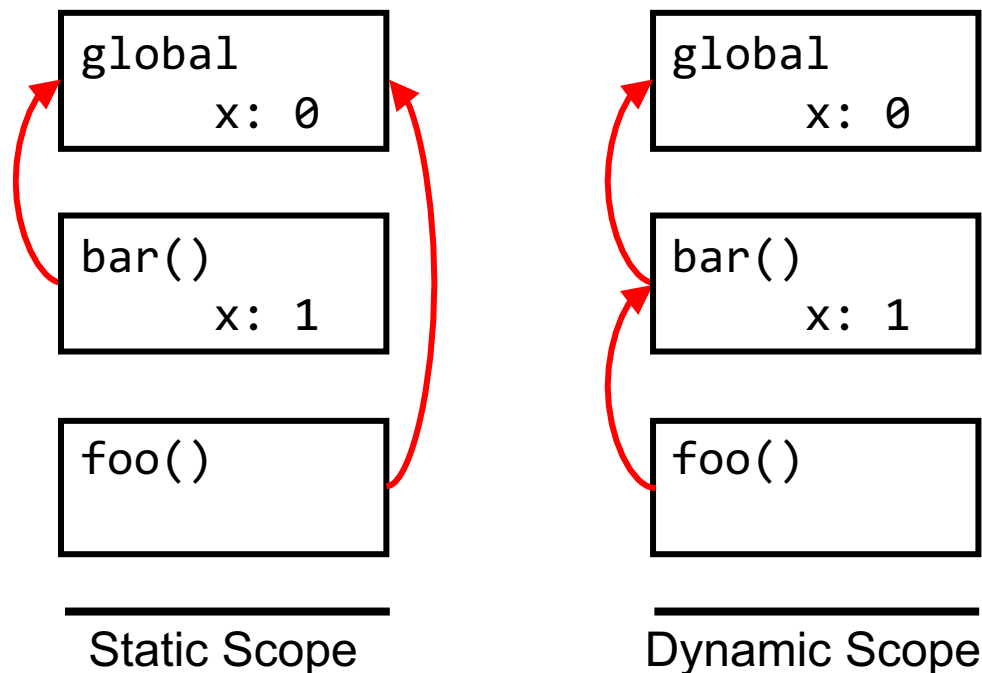 global
x: 0
bar()
x: 1
foo()
Static Scope
global
x: 0
bar()
x: 1
foo()
Dynamic Scope